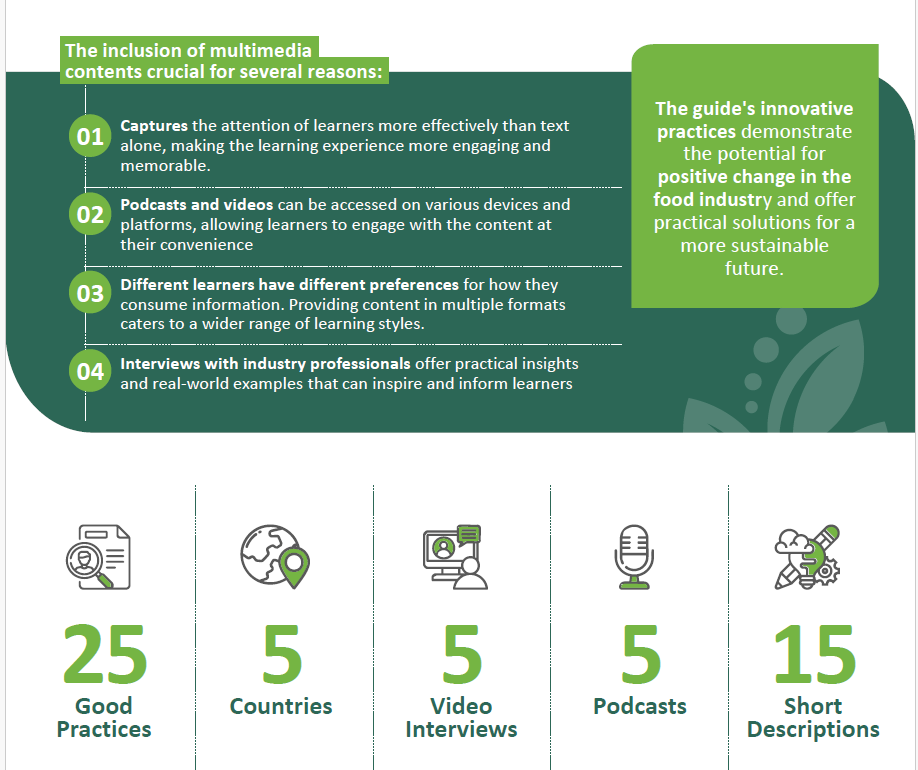 The inclusion of multimedia
contents crucial for several reasons:
01
Captures the attention of learners more effectively than text
alone, making the learning experience more engaging and
memorable.
02
Podcasts and videos can be accessed on various devices and
platforms, allowing learners to engage with the content at
their convenience
03
Different learners have different preferences for how they
consume information. Providing content in multiple formats
caters to a wider range of learning styles.
04
Interviews with industry professionals offer practical insights
and real-world examples that can inspire and inform learners
The guide's innovative
practices demonstrate
the potential for
positive change in the
food industry and offer
practical solutions for a
more sustainable
future.
25
Good
Practices
5
Countries
5
Video
Interviews
5
Podcasts
15
Short
Descriptions